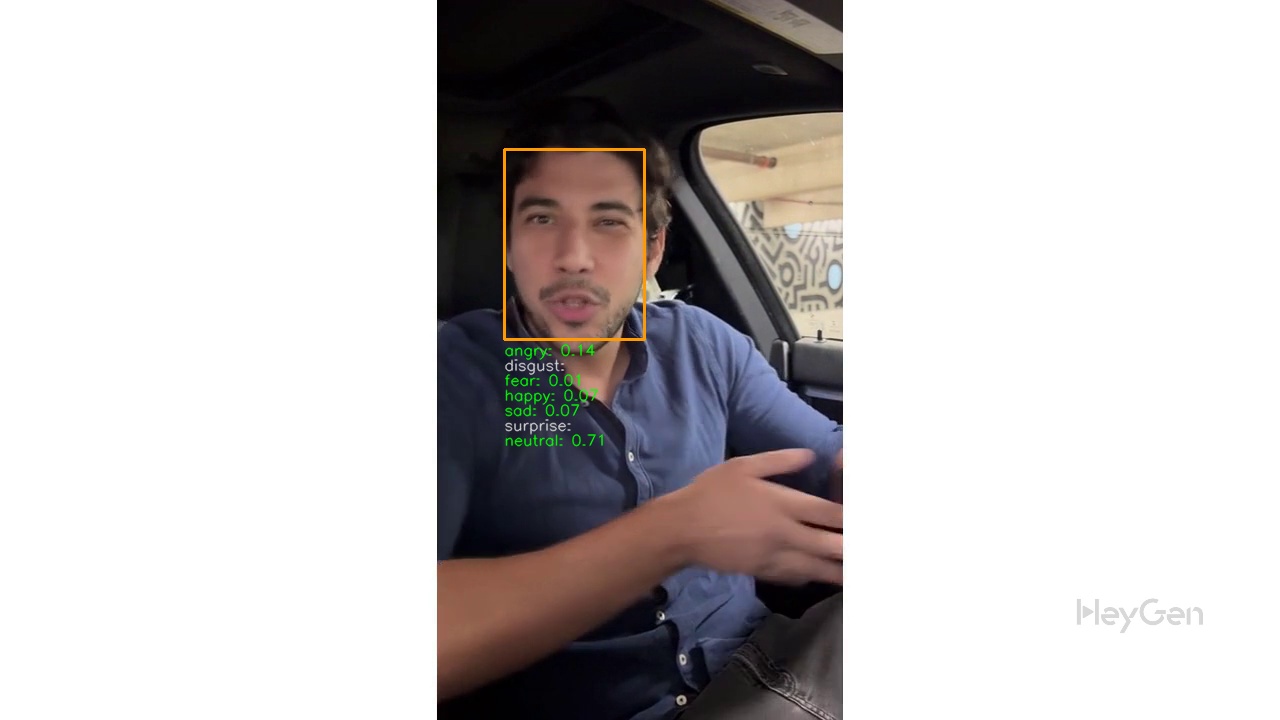 angry: 0.14
disgust:
fear: 0.01
happy: 0.07
sad: 0.07
surprise:
neutral: 0.71
HeyGen